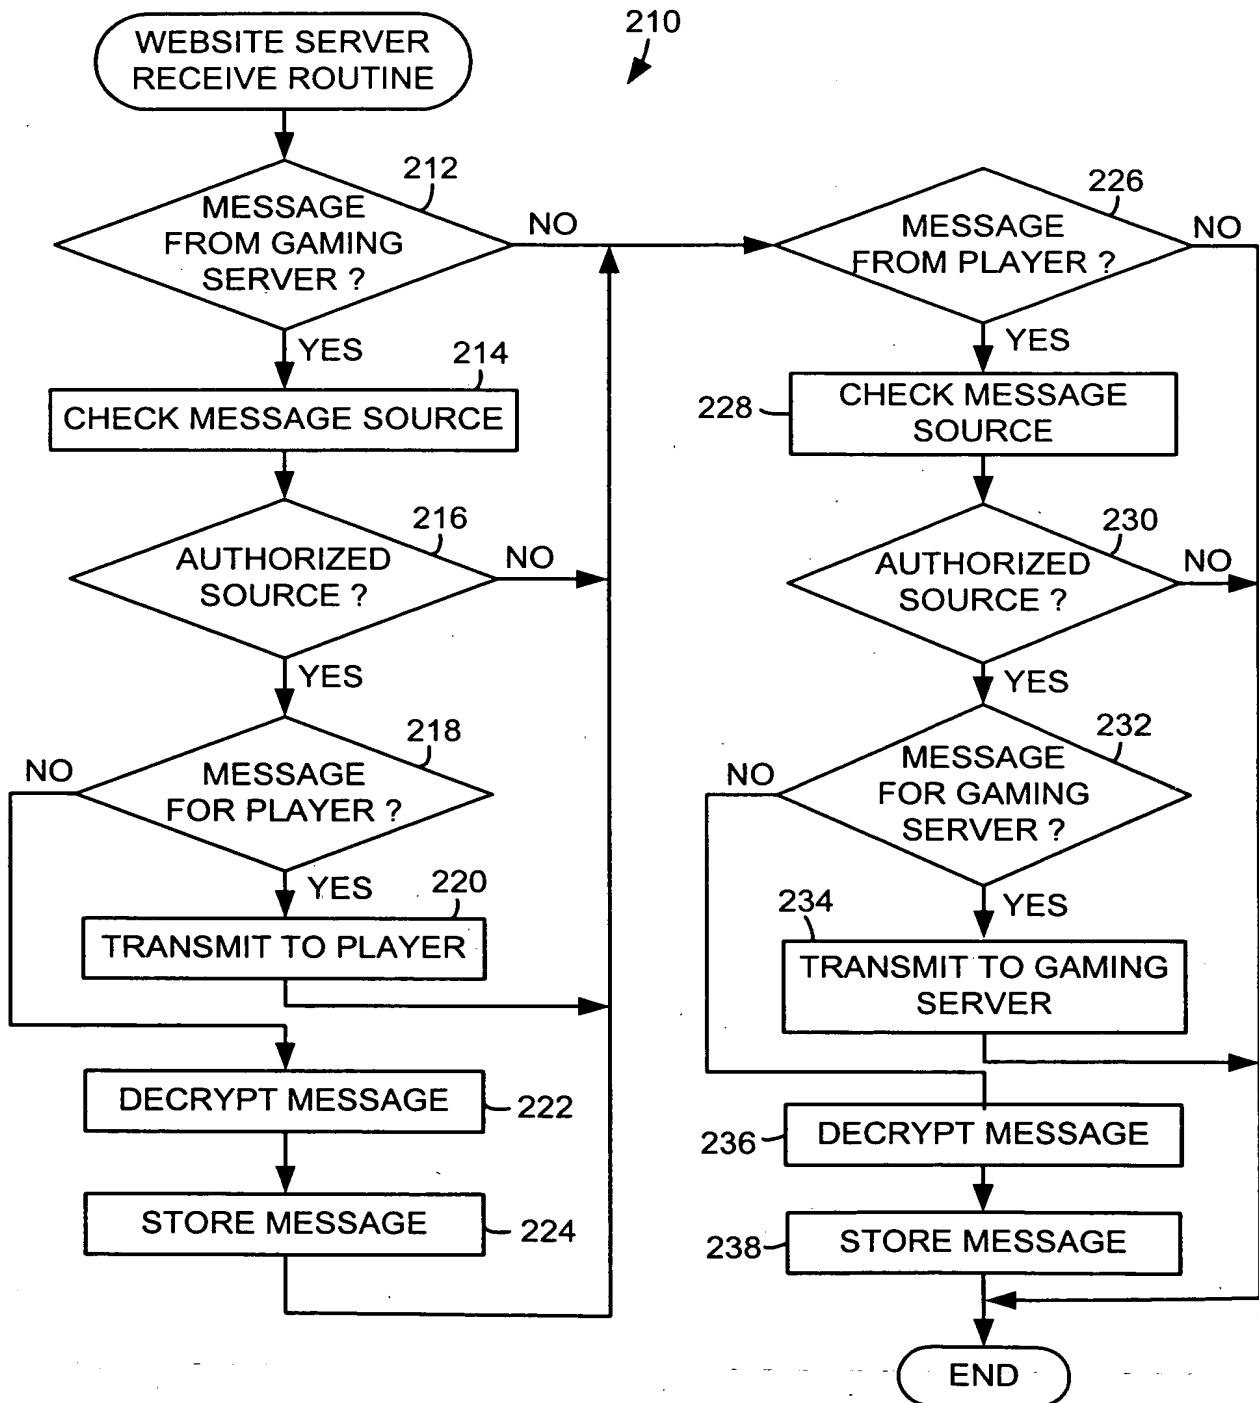 210
WEBSITE SERVER
RECEIVE ROUTINE
212
MESSAGE
FROM GAMING
SERVER ?
NO
YES
214
CHECK MESSAGE SOURCE
216
AUTHORIZED
SOURCE ?
NO
YES
218
MESSAGE
FOR PLAYER ?
NO
YES
220
TRANSMIT TO PLAYER
DECRYPT MESSAGE
222
STORE MESSAGE
224
226
MESSAGE
FROM PLAYER ?
NO
YES
228
CHECK MESSAGE
SOURCE
230
AUTHORIZED
SOURCE ?
NO
YES
232
MESSAGE
FOR GAMING
SERVER ?
NO
YES
234
TRANSMIT TO GAMING
SERVER
236
DECRYPT MESSAGE
238
STORE MESSAGE
END